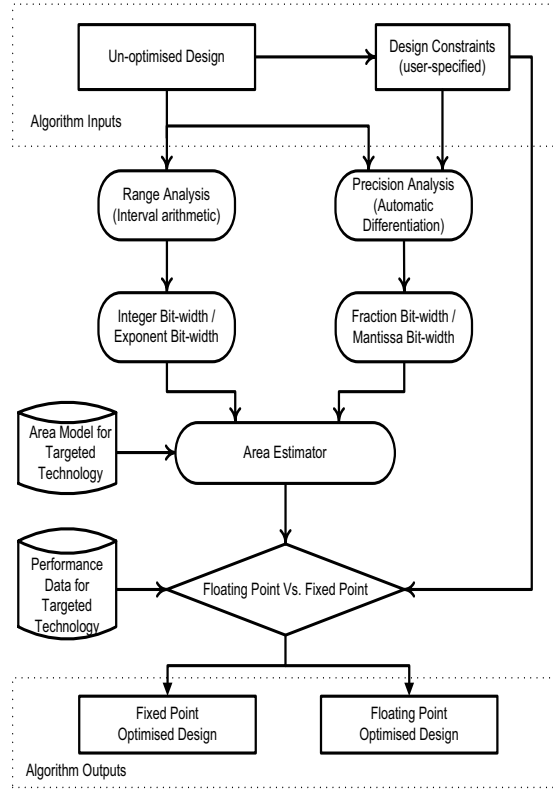 Un-optimised Design
Design Constraints
(user-specified)
Algorithm Inputs
Range Analysis
(Interval arithmetic)
Precision Analysis
(Automatic
Differentiation)
Integer Bit-width /
Exponent Bit-width
Fraction Bit-width /
Mantissa Bit-width
Area Model for
Targeted
Technology
Area Estimator
Performance
Data for
Targeted
Technology
Floating Point Vs. Fixed Point
Fixed Point
Optimised Design
Floating Point
Optimised Design
Algorithm Outputs